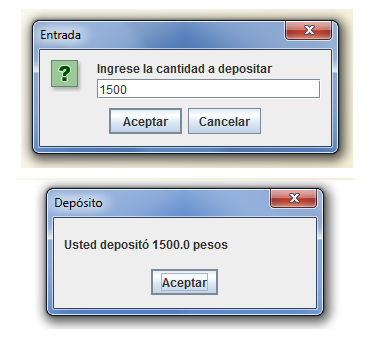 Entrada
?
Ingrese la cantidad a depositar
1500
Aceptar Cancelar
Depósito
Usted depositó 1500.0 pesos
Aceptar